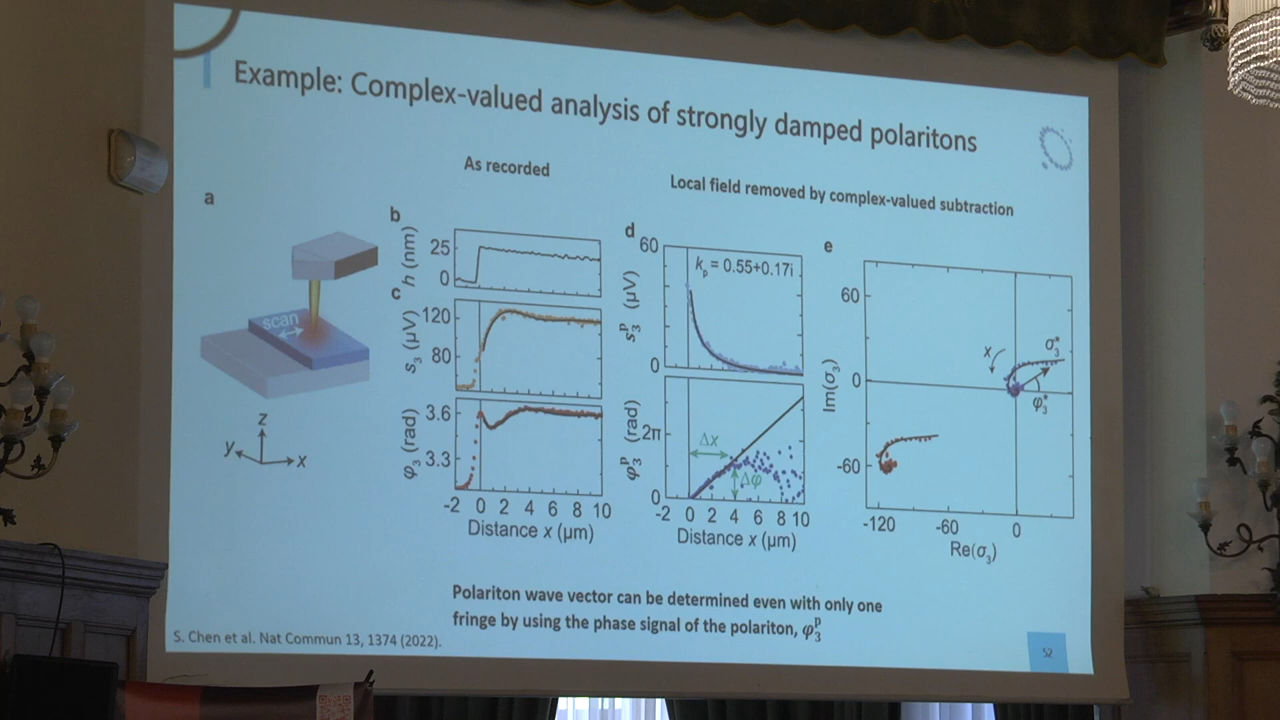 Example: Complex-valued analysis of strongly damped polaritons
As recorded
Local field removed by complex-valued subtraction
a
scan
z
y
x
b
h (nm)
25
0
c
s₃ (µV)
120
80
φ₃ (rad)
3.6
3.3
-2 0 2 4 6 8 10
Distance x (µm)
d
s₃ᵖ (µV)
60
0
kₚ = 0.55+0.17i
φ₃ᵖ (rad)
2π
0
Δx
Δφ
-2 0 2 4 6 8 10
Distance x (µm)
e
Im(σ₃)
60
0
-60
x
σ₃*
φ₃*
-120 -60 0
Re(σ₃)
Polariton wave vector can be determined even with only one
fringe by using the phase signal of the polariton, φ₃ᵖ
S. Chen et al. Nat Commun 13, 1374 (2022).
52